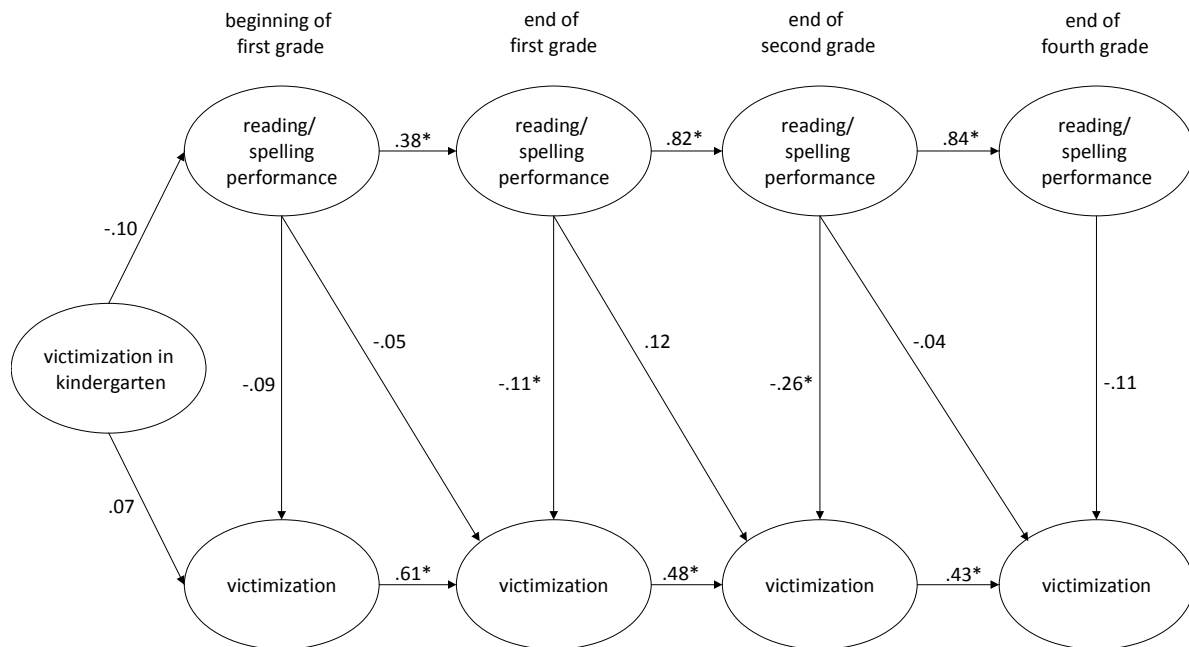 beginning of
first grade
end of
first grade
end of
second grade
end of
fourth grade
reading/
spelling
performance
.38*
reading/
spelling
performance
.82*
reading/
spelling
performance
.84*
reading/
spelling
performance
-.10
victimization in
kindergarten
-.09
-.05
-.11*
.12
-.26*
-.04
-.11
.07
victimization
.61*
victimization
.48*
victimization
.43*
victimization